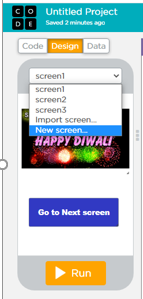 C O
D E
Untitled Project
Saved 2 minutes ago
Code Design Data
screen1
screen1
screen2
screen3
Import screen...
New screen...
HAPPY DIWALI
Go to Next screen
Run